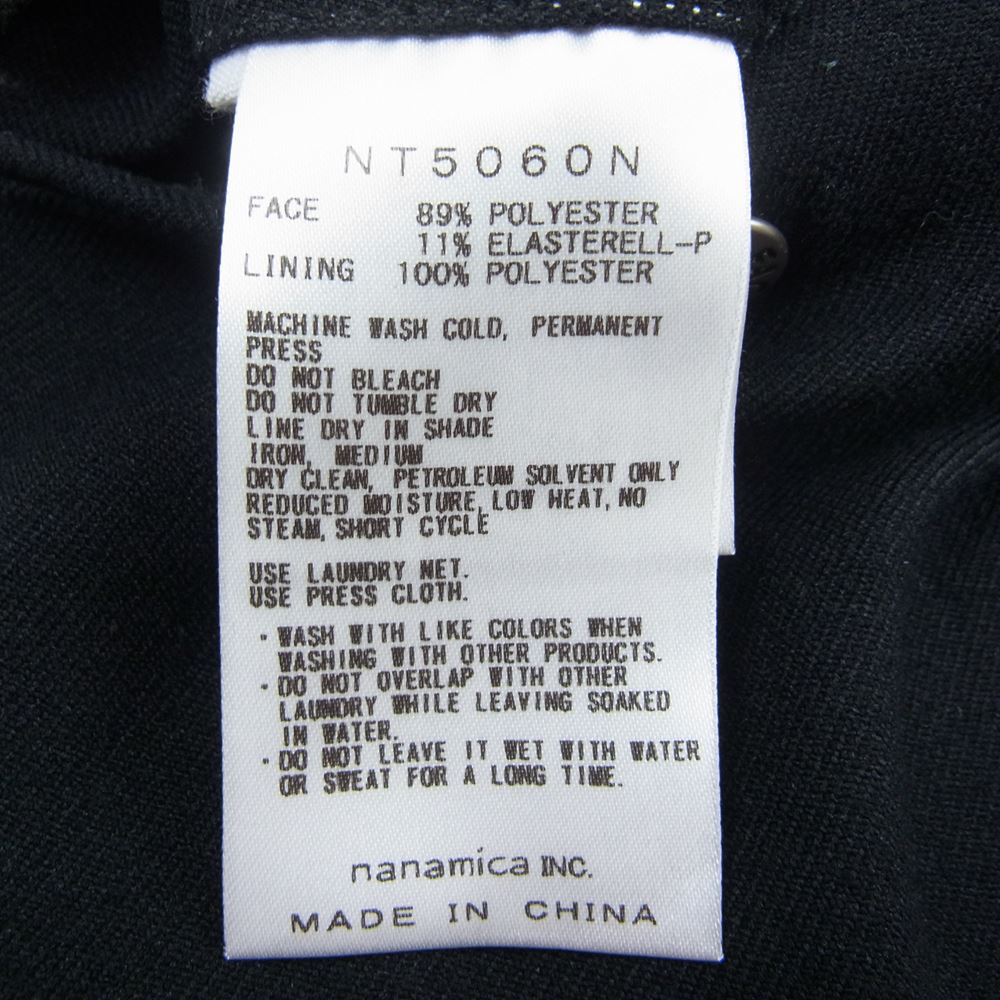 NT5060N
FACE 89% POLYESTER
11% ELASTERELL-P
LINING 100% POLYESTER
MACHINE WASH COLD, PERMANENT
PRESS
DO NOT BLEACH
DO NOT TUMBLE DRY
LINE DRY IN SHADE
IRON, MEDIUM
DRY CLEAN, PETROLEUM SOLVENT ONLY
REDUCED MOISTURE, LOW HEAT, NO
STEAM, SHORT CYCLE
USE LAUNDRY NET.
USE PRESS CLOTH.
・WASH WITH LIKE COLORS WHEN
WASHING WITH OTHER PRODUCTS.
・DO NOT OVERLAP WITH OTHER
LAUNDRY WHILE LEAVING SOAKED
IN WATER.
・DO NOT LEAVE IT WET WITH WATER
OR SWEAT FOR A LONG TIME.
nanamica INC.
MADE IN CHINA